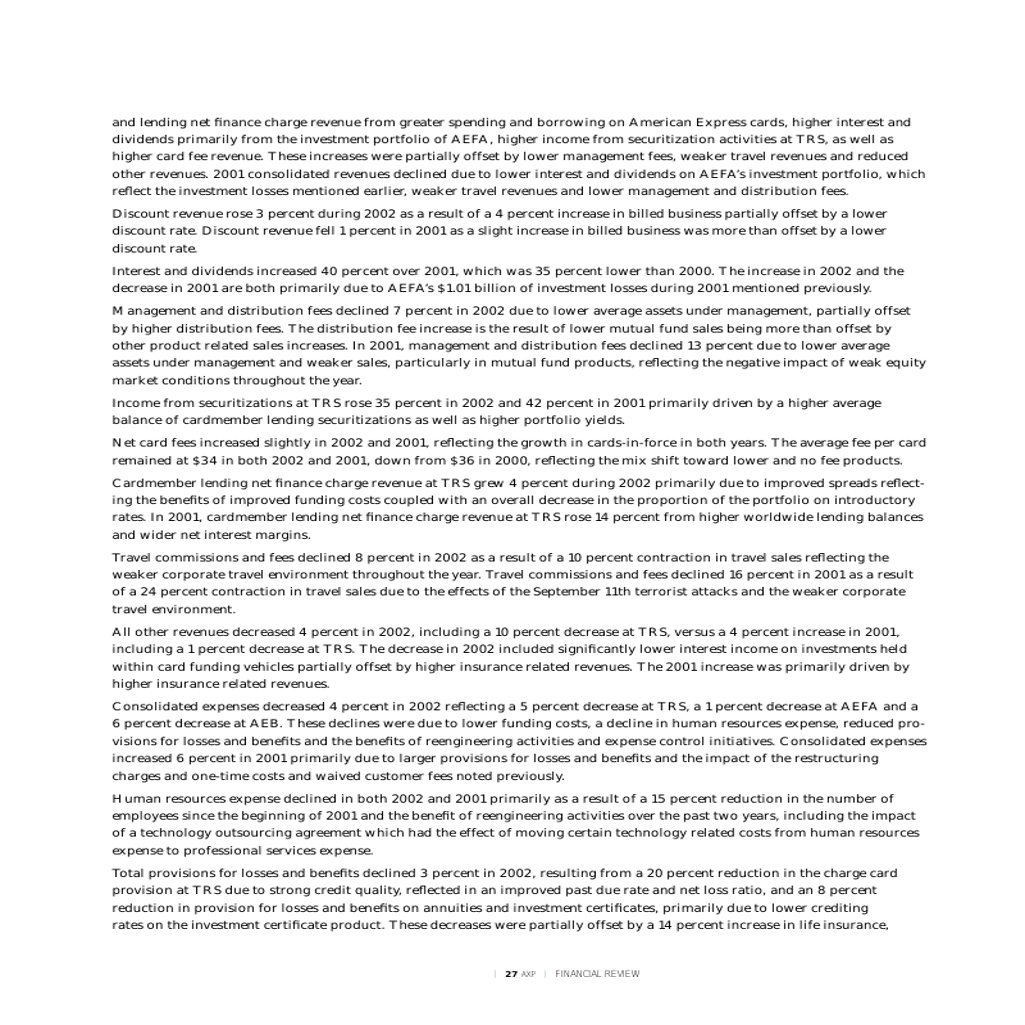 and lending net finance charge revenue from greater spending and borrowing on American Express cards, higher interest and
dividends primarily from the investment portfolio of AEFA, higher income from securitization activities at TRS, as well as
higher card fee revenue. These increases were partially offset by lower management fees, weaker travel revenues and reduced
other revenues. 2001 consolidated revenues declined due to lower interest and dividends on AEFA's investment portfolio, which
reflect the investment losses mentioned earlier, weaker travel revenues and lower management and distribution fees.
Discount revenue rose 3 percent during 2002 as a result of a 4 percent increase in billed business partially offset by a lower
discount rate. Discount revenue fell 1 percent in 2001 as a slight increase in billed business was more than offset by a lower
discount rate.
Interest and dividends increased 40 percent over 2001, which was 35 percent lower than 2000. The increase in 2002 and the
decrease in 2001 are both primarily due to AEFA's $1.01 billion of investment losses during 2001 mentioned previously.
Management and distribution fees declined 7 percent in 2002 due to lower average assets under management, partially offset
by higher distribution fees. The distribution fee increase is the result of lower mutual fund sales being more than offset by
other product related sales increases. In 2001, management and distribution fees declined 13 percent due to lower average
assets under management and weaker sales, particularly in mutual fund products, reflecting the negative impact of weak equity
market conditions throughout the year.
Income from securitizations at TRS rose 35 percent in 2002 and 42 percent in 2001 primarily driven by a higher average
balance of cardmember lending securitizations as well as higher portfolio yields.
Net card fees increased slightly in 2002 and 2001, reflecting the growth in cards-in-force in both years. The average fee per card
remained at $34 in both 2002 and 2001, down from $36 in 2000, reflecting the mix shift toward lower and no fee products.
Cardmember lending net finance charge revenue at TRS grew 4 percent during 2002 primarily due to improved spreads reflect-
ing the benefits of improved funding costs coupled with an overall decrease in the proportion of the portfolio on introductory
rates. In 2001, cardmember lending net finance charge revenue at TRS rose 14 percent from higher worldwide lending balances
and wider net interest margins.
Travel commissions and fees declined 8 percent in 2002 as a result of a 10 percent contraction in travel sales reflecting the
weaker corporate travel environment throughout the year. Travel commissions and fees declined 16 percent in 2001 as a result
of a 24 percent contraction in travel sales due to the effects of the September 11th terrorist attacks and the weaker corporate
travel environment.
All other revenues decreased 4 percent in 2002, including a 10 percent decrease at TRS, versus a 4 percent increase in 2001,
including a 1 percent decrease at TRS. The decrease in 2002 included significantly lower interest income on investments held
within card funding vehicles partially offset by higher insurance related revenues. The 2001 increase was primarily driven by
higher insurance related revenues.
Consolidated expenses decreased 4 percent in 2002 reflecting a 5 percent decrease at TRS, a 1 percent decrease at AEFA and a
6 percent decrease at AEB. These declines were due to lower funding costs, a decline in human resources expense, reduced pro-
visions for losses and benefits and the benefits of reengineering activities and expense control initiatives. Consolidated expenses
increased 6 percent in 2001 primarily due to larger provisions for losses and benefits and the impact of the restructuring
charges and one-time costs and waived customer fees noted previously.
Human resources expense declined in both 2002 and 2001 primarily as a result of a 15 percent reduction in the number of
employees since the beginning of 2001 and the benefit of reengineering activities over the past two years, including the impact
of a technology outsourcing agreement which had the effect of moving certain technology related costs from human resources
expense to professional services expense.
Total provisions for losses and benefits declined 3 percent in 2002, resulting from a 20 percent reduction in the charge card
provision at TRS due to strong credit quality, reflected in an improved past due rate and net loss ratio, and an 8 percent
reduction in provision for losses and benefits on annuities and investment certificates, primarily due to lower crediting
rates on the investment certificate product. These decreases were partially offset by a 14 percent increase in life insurance,
| 27 AXP | FINANCIAL REVIEW